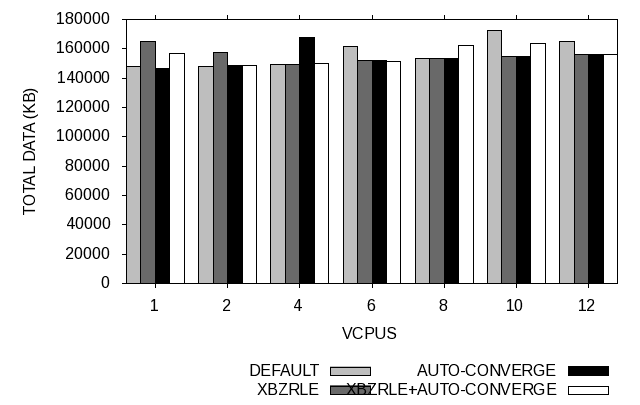 180000
160000
140000
120000
100000
80000
60000
40000
20000
0
TOTAL DATA (KB)
1 2 4 6 8 10 12
VCPUS
DEFAULT AUTO-CONVERGE
XBZRLE XBZRLE+AUTO-CONVERGE